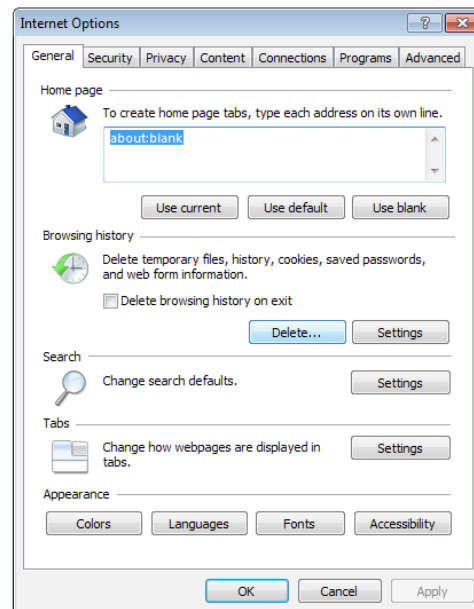 Internet Options
General Security Privacy Content Connections Programs Advanced
Home page
To create home page tabs, type each address on its own line.
about:blank
Use current Use default Use blank
Browsing history
Delete temporary files, history, cookies, saved passwords,
and web form information.
Delete browsing history on exit
Delete... Settings
Search
Change search defaults.
Settings
Tabs
Change how webpages are displayed in
tabs.
Settings
Appearance
Colors Languages Fonts Accessibility
OK Cancel Apply